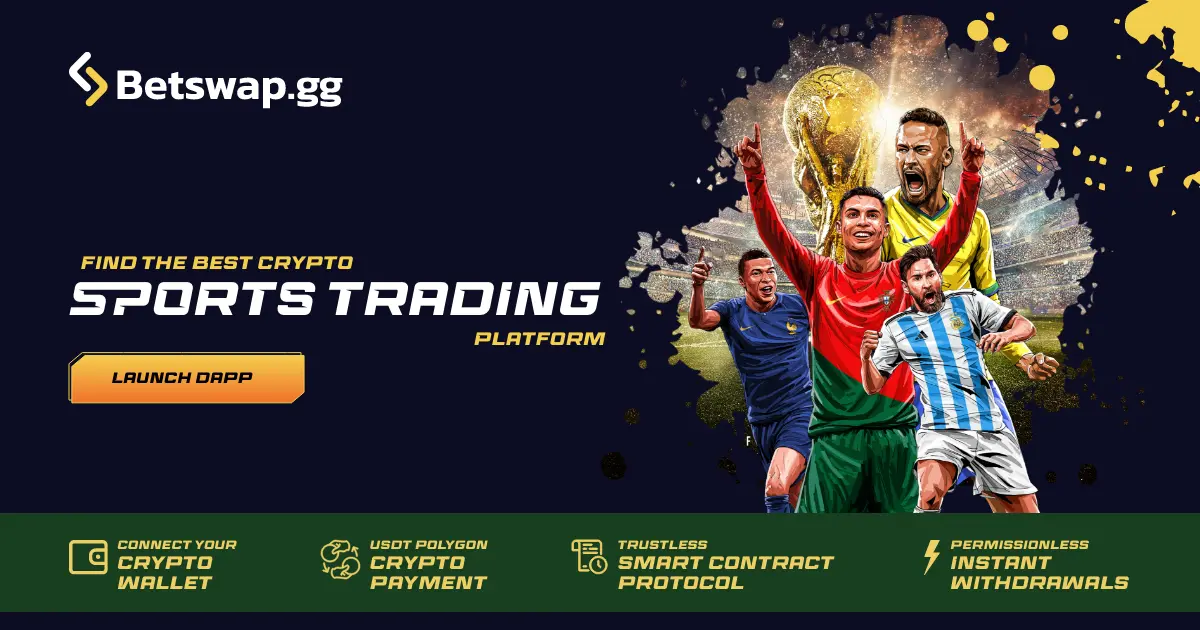 Betswap.gg
FIND THE BEST CRYPTO
SPORTS TRADING
PLATFORM
LAUNCH DAPP
F
CONNECT YOUR
CRYPTO
WALLET
USDT POLYGON
CRYPTO
PAYMENT
TRUSTLESS
SMART CONTRACT
PROTOCOL
PERMISSIONLESS
INSTANT
WITHDRAWALS